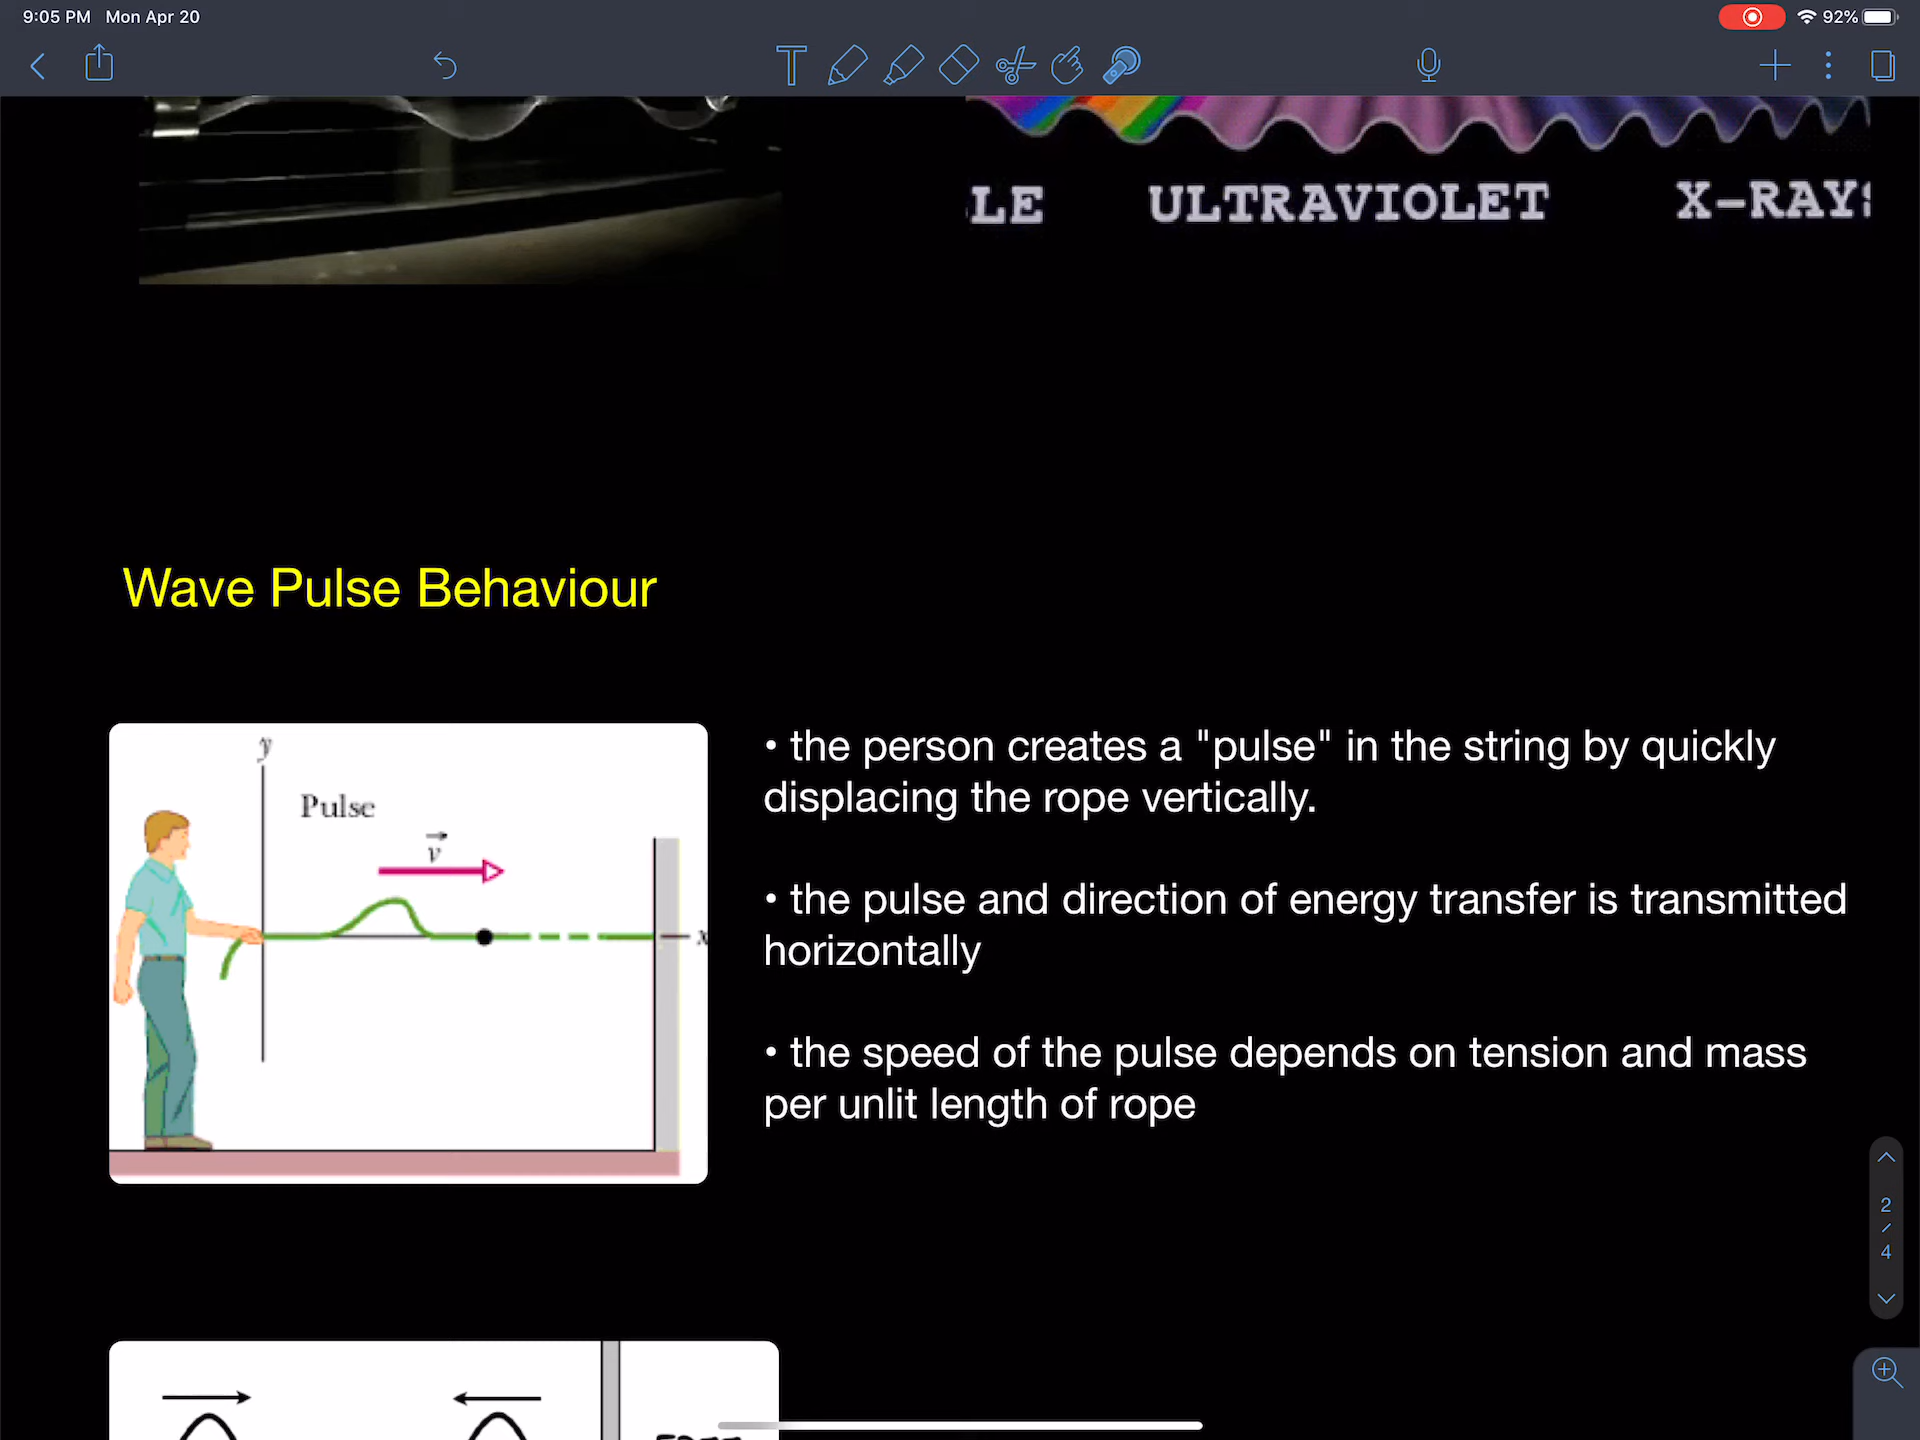 9:05 PM Mon Apr 20
92%
LE ULTRAVIOLET X-RAYS
Wave Pulse Behaviour
y
Pulse
v
x
• the person creates a "pulse" in the string by quickly
displacing the rope vertically.
• the pulse and direction of energy transfer is transmitted
horizontally
• the speed of the pulse depends on tension and mass
per unlit length of rope
2
/
4